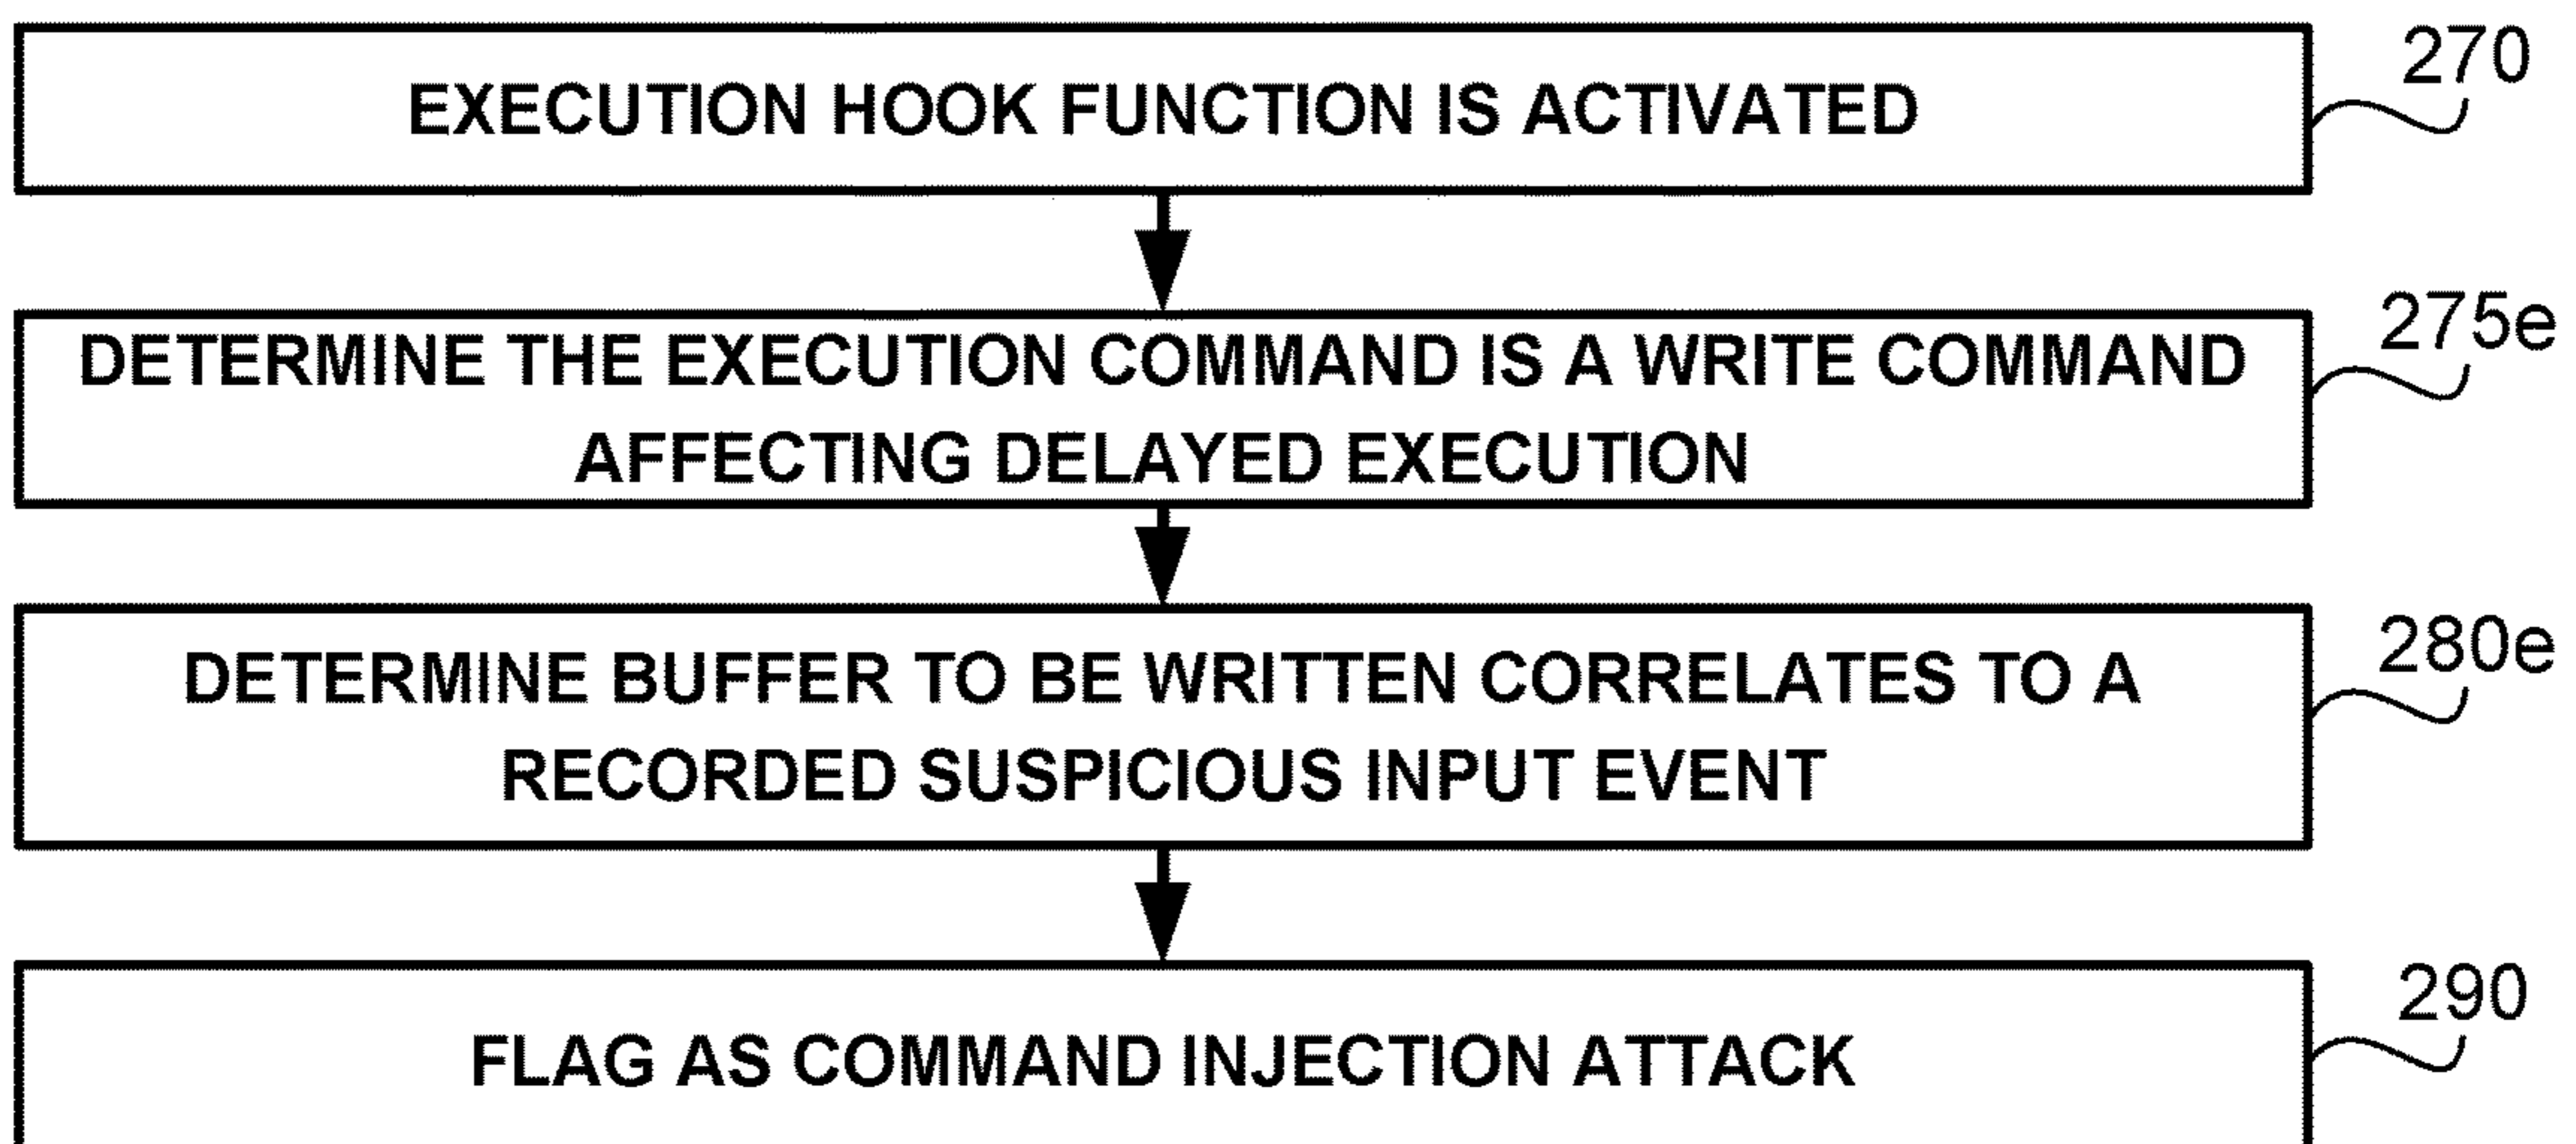 EXECUTION HOOK FUNCTION IS ACTIVATED
270
DETERMINE THE EXECUTION COMMAND IS A WRITE COMMAND
AFFECTING DELAYED EXECUTION
275e
DETERMINE BUFFER TO BE WRITTEN CORRELATES TO A
RECORDED SUSPICIOUS INPUT EVENT
280e
FLAG AS COMMAND INJECTION ATTACK
290